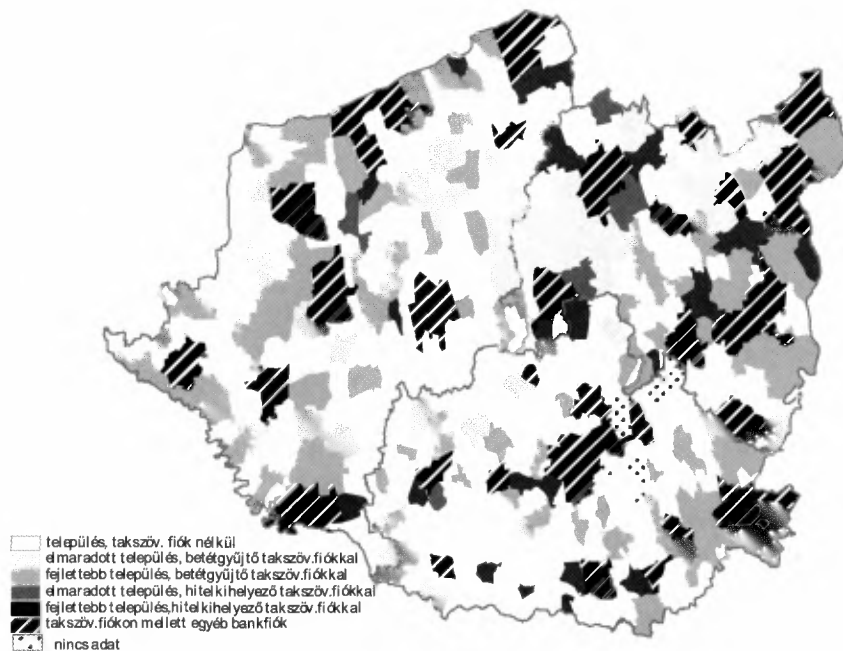 település, takszöv. fiók nélkül
elmaradott település, betétgyűjtő takszöv.fiókkal
fejlettebb település, betétgyűjtő takszöv.fiókkal
elmaradott település, hitelkihelyező takszöv.fiókkal
fejlettebb település,hitelkihelyező takszöv.fiókkal
takszöv.fiókon mellett egyéb bankfiók
nincs adat